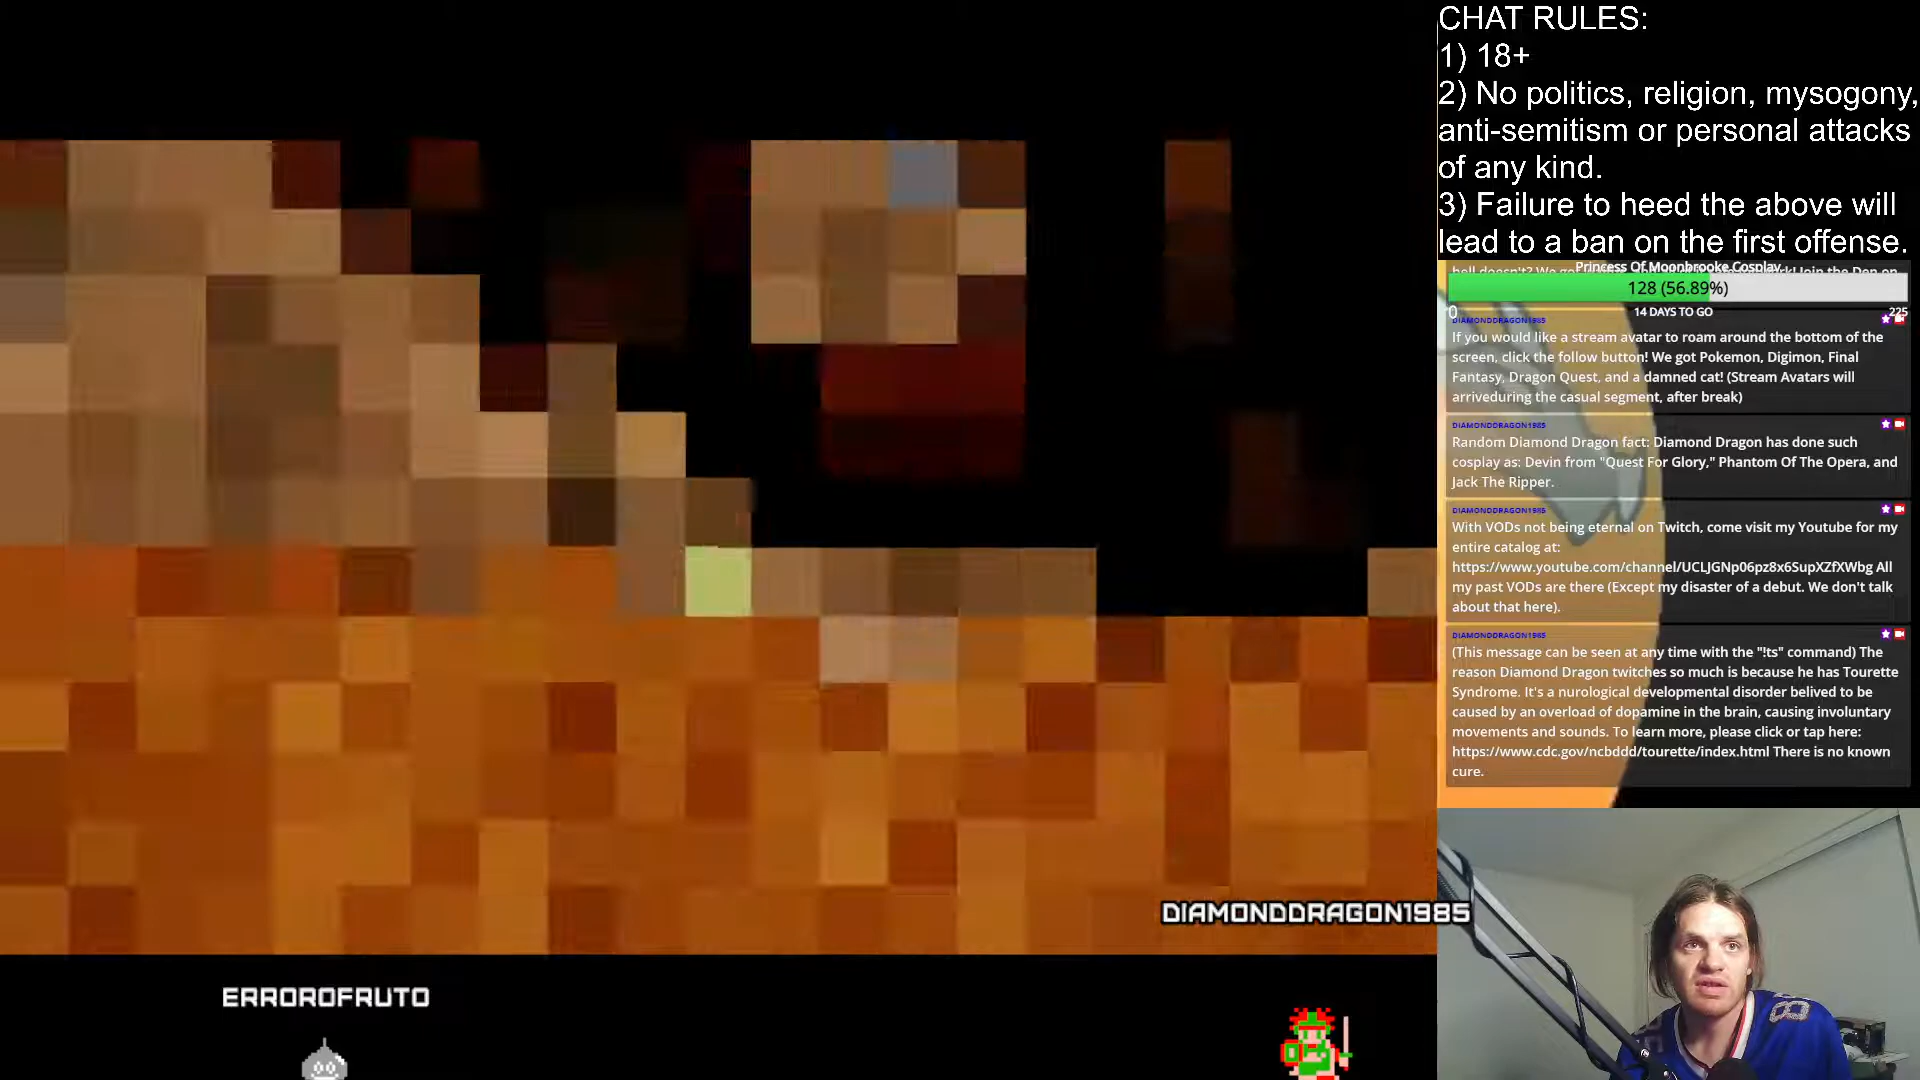 CHAT RULES:
1) 18+
2) No politics, religion, mysogony,
anti-semitism or personal attacks
of any kind.
3) Failure to heed the above will
lead to a ban on the first offense.
Princess Of Moonbrooke Cosplay
128 (56.89%)
0
14 DAYS TO GO
225
DIAMONDDRAGON1985
If you would like a stream avatar to roam around the bottom of the
screen, click the follow button! We got Pokemon, Digimon, Final
Fantasy, Dragon Quest, and a damned cat! (Stream Avatars will
arriveduring the casual segment, after break)
DIAMONDDRAGON1985
Random Diamond Dragon fact: Diamond Dragon has done such
cosplay as: Devin from "Quest For Glory," Phantom Of The Opera, and
Jack The Ripper.
DIAMONDDRAGON1985
With VODs not being eternal on Twitch, come visit my Youtube for my
entire catalog at:
https://www.youtube.com/channel/UCLJGNp06pz8x6SupXZfXWbg All
my past VODs are there (Except my disaster of a debut. We don't talk
about that here).
DIAMONDDRAGON1985
(This message can be seen at any time with the "!ts" command) The
reason Diamond Dragon twitches so much is because he has Tourette
Syndrome. It's a nurological developmental disorder belived to be
caused by an overload of dopamine in the brain, causing involuntary
movements and sounds. To learn more, please click or tap here:
https://www.cdc.gov/ncbddd/tourette/index.html There is no known
cure.
DIAMONDDRAGON1985
ERROROFRUTO